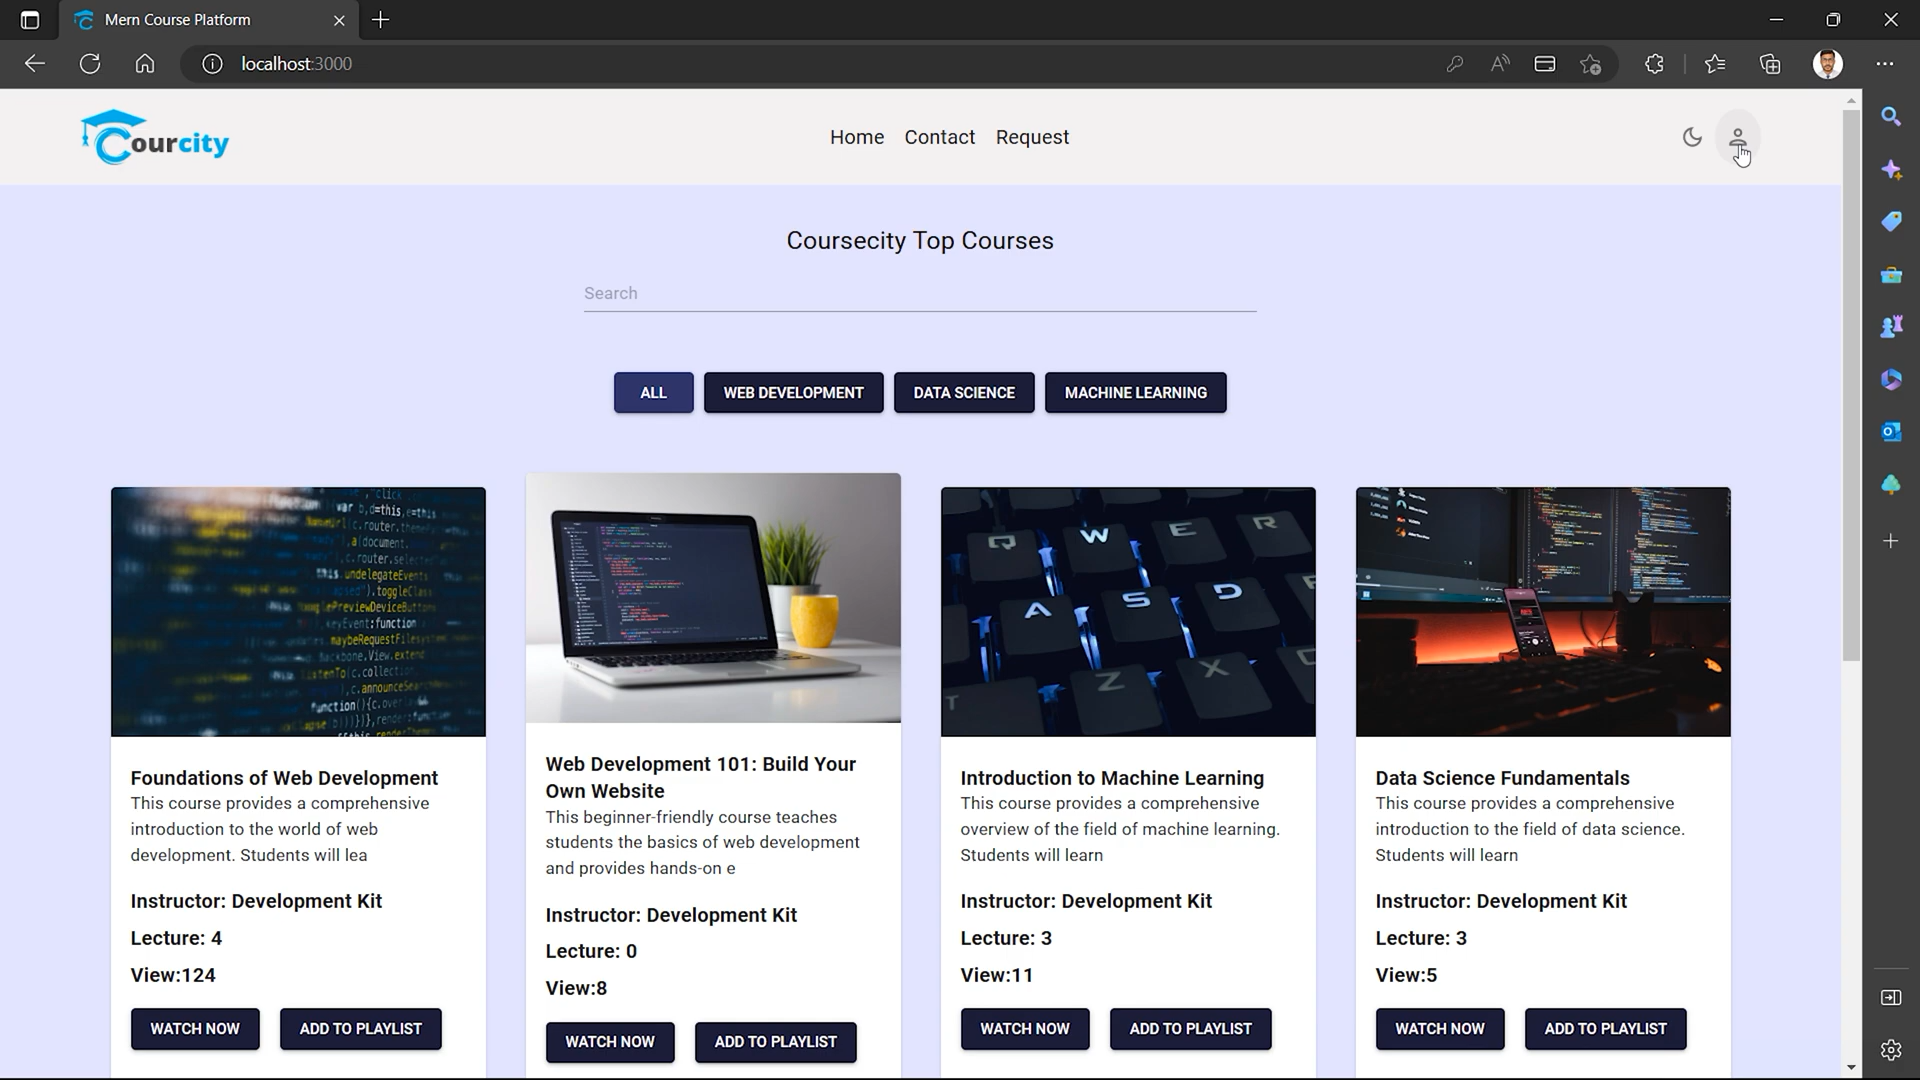 Mern Course Platform
localhost:3000
Courcity
Home Contact Request
Coursecity Top Courses
Search
ALL WEB DEVELOPMENT DATA SCIENCE MACHINE LEARNING
Q W E R
A S D F
Z X C
Foundations of Web Development
This course provides a comprehensive
introduction to the world of web
development. Students will lea
Instructor: Development Kit
Lecture: 4
View:124
WATCH NOW ADD TO PLAYLIST
Web Development 101: Build Your
Own Website
This beginner-friendly course teaches
students the basics of web development
and provides hands-on e
Instructor: Development Kit
Lecture: 0
View:8
WATCH NOW ADD TO PLAYLIST
Introduction to Machine Learning
This course provides a comprehensive
overview of the field of machine learning.
Students will learn
Instructor: Development Kit
Lecture: 3
View:11
WATCH NOW ADD TO PLAYLIST
Data Science Fundamentals
This course provides a comprehensive
introduction to the field of data science.
Students will learn
Instructor: Development Kit
Lecture: 3
View:5
WATCH NOW ADD TO PLAYLIST